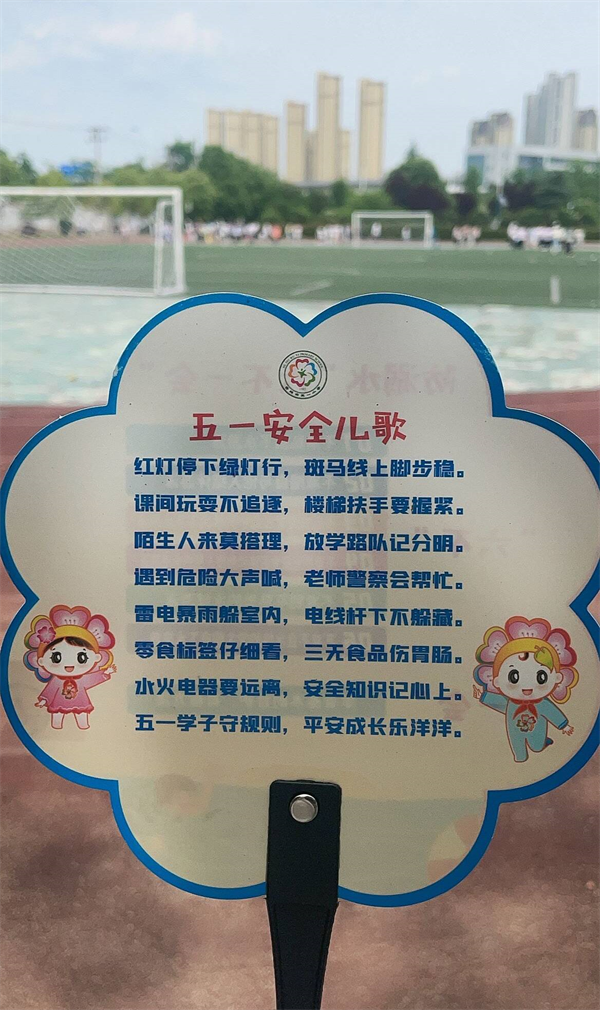 五一安全儿歌
红灯停下绿灯行，斑马线上脚步稳。
课间玩耍不追逐，楼梯扶手要握紧。
陌生人来莫搭理，放学路队记分明。
遇到危险大声喊，老师警察会帮忙。
雷电暴雨躲室内，电线杆下不躲藏。
零食标签仔细看，三无食品伤胃肠。
水火电器要远离，安全知识记心上。
五一学子守规则，平安成长乐洋洋。